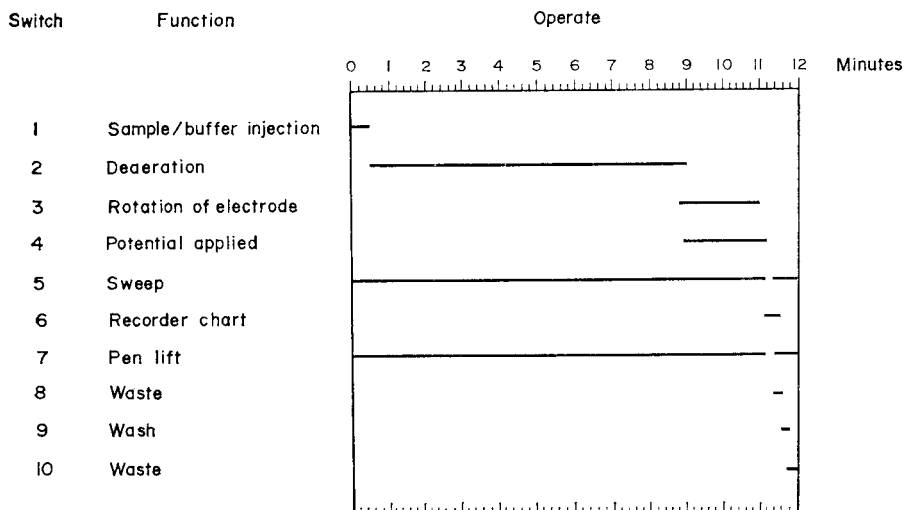 Switch Function Operate
0 1 2 3 4 5 6 7 8 9 10 11 12 Minutes
1 Sample/buffer injection
2 Deaeration
3 Rotation of electrode
4 Potential applied
5 Sweep
6 Recorder chart
7 Pen lift
8 Waste
9 Wash
10 Waste